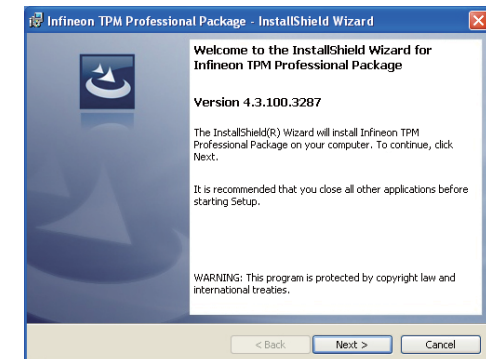 Infineon TPM Professional Package - InstallShield Wizard
Welcome to the InstallShield Wizard for
Infineon TPM Professional Package
Version 4.3.100.3287
The InstallShield(R) Wizard will install Infineon TPM
Professional Package on your computer. To continue, click
Next.
It is recommended that you close all other applications before
starting Setup.
WARNING: This program is protected by copyright law and
international treaties.
< Back Next > Cancel